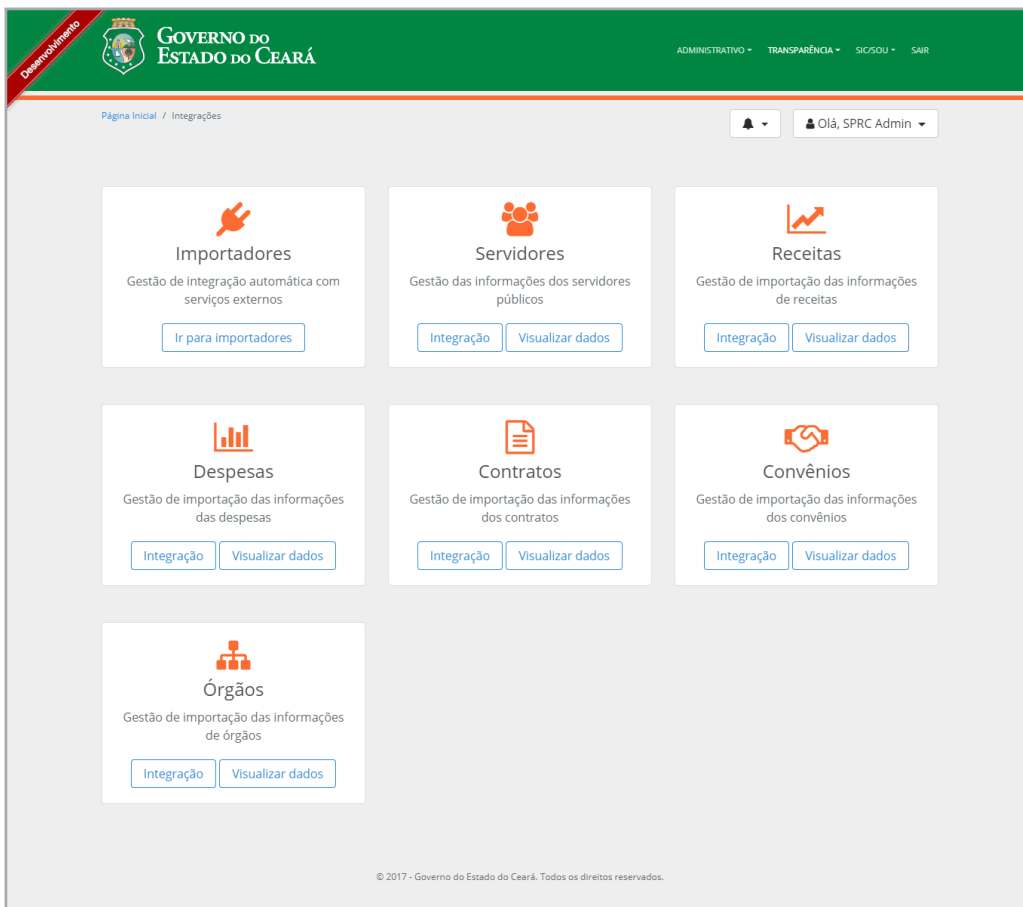 Desenvolvimento
GOVERNO DO
ESTADO DO CEARÁ
ADMINISTRATIVO TRANSPARÊNCIA SIC/SOU SAIR
Página Inicial / Integrações
Olá, SPRC Admin
Importadores
Gestão de integração automática com
serviços externos
Ir para importadores
Servidores
Gestão das informações dos servidores
públicos
Integração Visualizar dados
Receitas
Gestão de importação das informações
de receitas
Integração Visualizar dados
Despesas
Gestão de importação das informações
das despesas
Integração Visualizar dados
Contratos
Gestão de importação das informações
dos contratos
Integração Visualizar dados
Convênios
Gestão de importação das informações
dos convênios
Integração Visualizar dados
Órgãos
Gestão de importação das informações
de órgãos
Integração Visualizar dados
© 2017 - Governo do Estado do Ceará. Todos os direitos reservados.